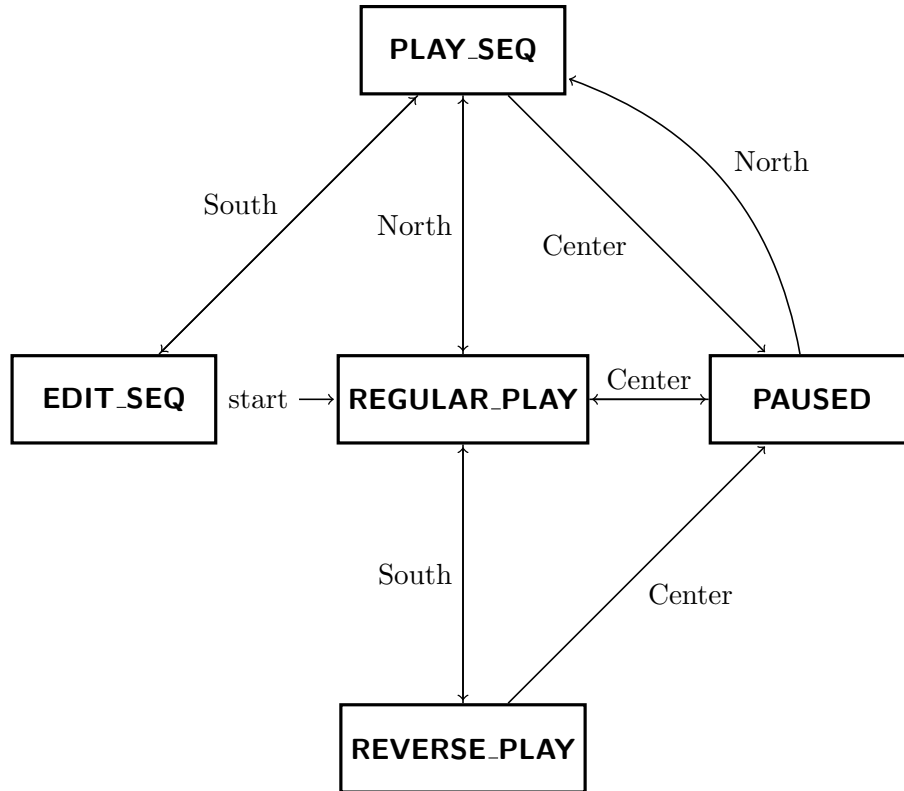 PLAY_SEQ
North
South
North
Center
Center
EDIT_SEQ
start
REGULAR_PLAY
PAUSED
South
Center
REVERSE_PLAY